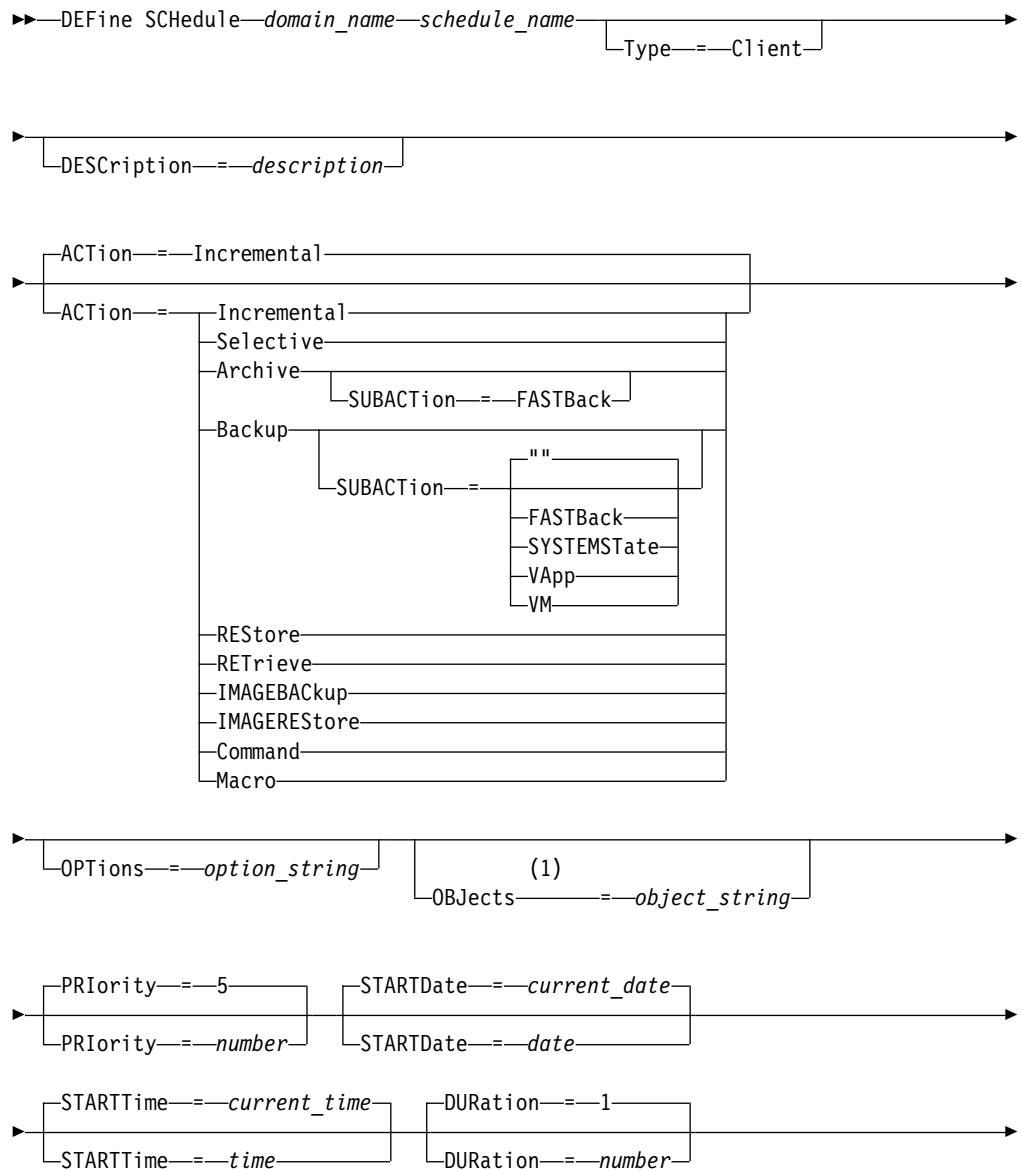 DEFine SCHedule domain_name schedule_name
Type = Client
DESCription = description
ACTion = Incremental
ACTion = Incremental
Selective
Archive
SUBACTion = FASTBack
Backup
""
SUBACTion =
FASTBack
SYSTEMSTate
VApp
VM
REStore
RETrieve
IMAGEBACkup
IMAGEREStore
Command
Macro
OPTions = option_string
(1)
OBJects = object_string
PRIority = 5 STARTDate = current_date
PRIority = number STARTDate = date
STARTTime = current_time DURation = 1
STARTTime = time DURation = number